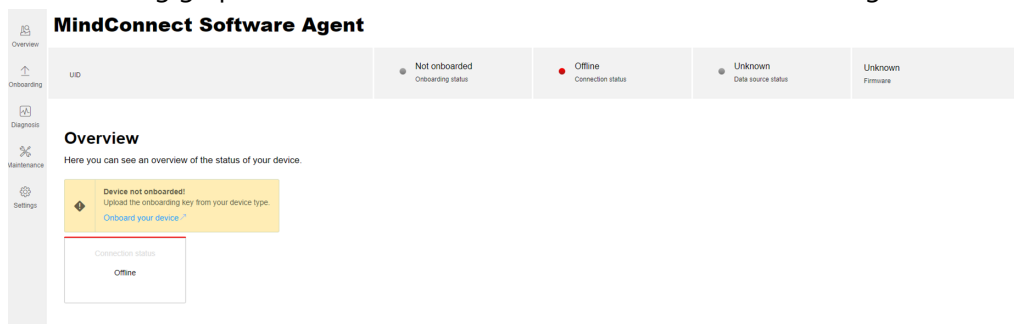 MindConnect Software Agent
Overview
Onboarding
Diagnosis
Maintenance
Settings
UID
Not onboarded
Onboarding status
Offline
Connection status
Unknown
Data source status
Unknown
Firmware
Overview
Here you can see an overview of the status of your device.
Device not onboarded!
Upload the onboarding key from your device type.
Onboard your device
Connection status
Offline